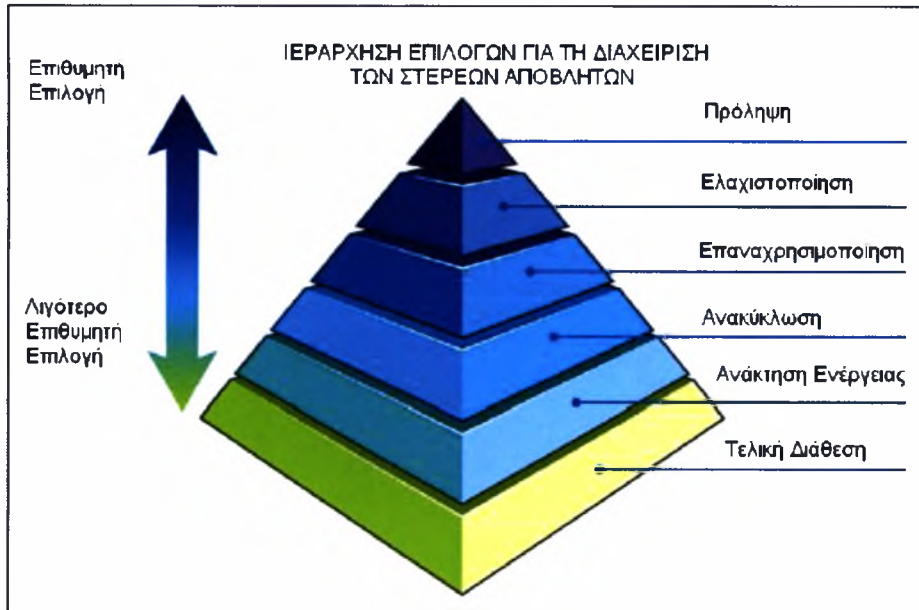 ΙΕΡΑΡΧΗΣΗ ΕΠΙΛΟΓΩΝ ΓΙΑ ΤΗ ΔΙΑΧΕΙΡΙΣΗ
ΤΩΝ ΣΤΕΡΕΩΝ ΑΠΟΒΛΗΤΩΝ
Επιθυμητή
Επιλογή
Πρόληψη
Ελαχιστοποίηση
Επαναχρησιμοποιηση
Λιγότερο
Επιθυμητή
Επιλογή
Ανακύκλωση
Ανάκτηση Ενέργειας
Τελική Διάθεση